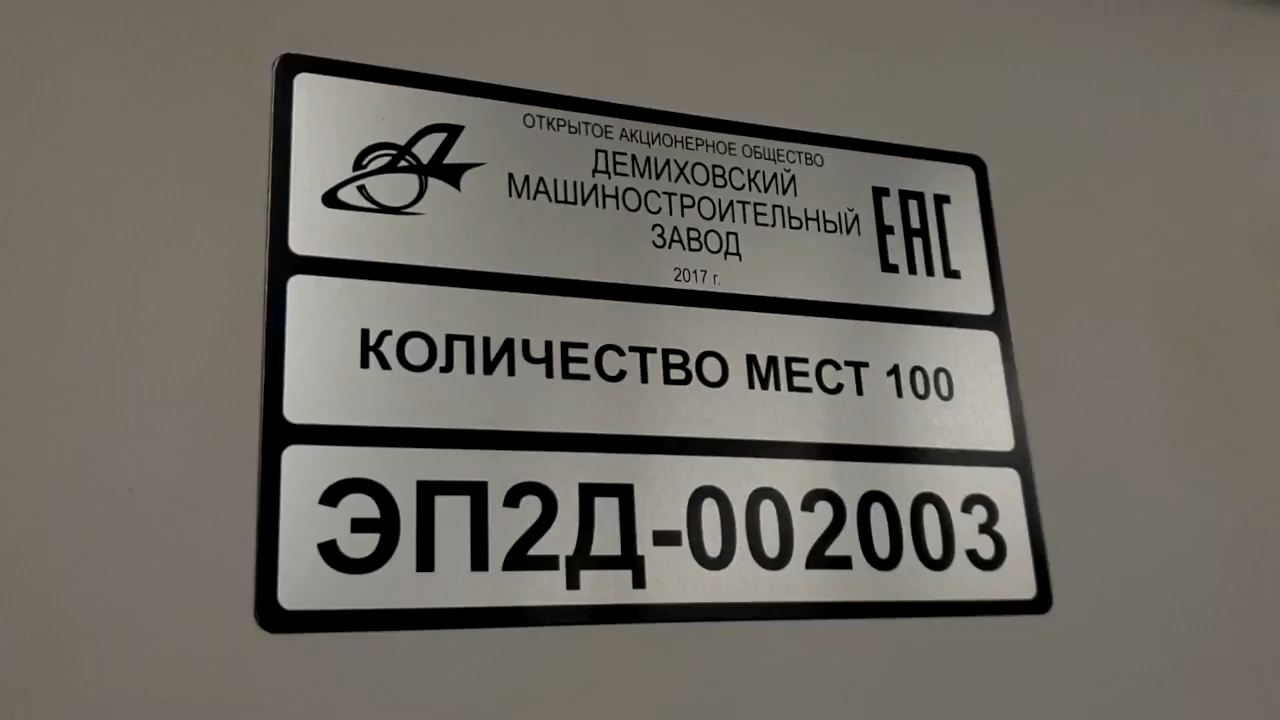 ОТКРЫТОЕ АКЦИОНЕРНОЕ ОБЩЕСТВО
ДЕМИХОВСКИЙ
МАШИНОСТРОИТЕЛЬНЫЙ
ЗАВОД
2017 г.
ЕАС
КОЛИЧЕСТВО МЕСТ 100
ЭП2Д-002003